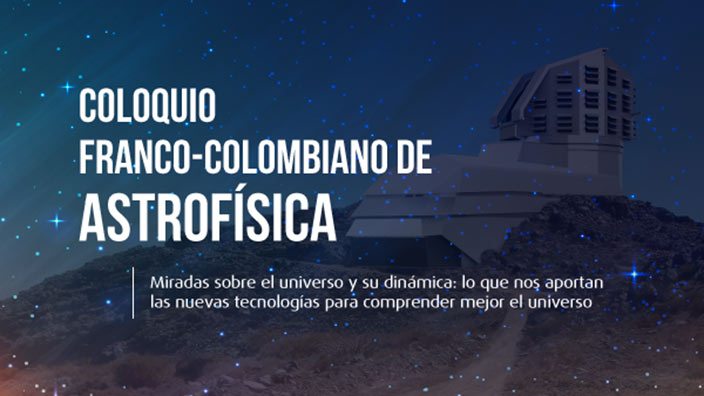 COLOQUIO
FRANCO-COLOMBIANO DE
ASTROFÍSICA
Miradas sobre el universo y su dinámica: lo que nos aportan
las nuevas tecnologías para comprender mejor el universo